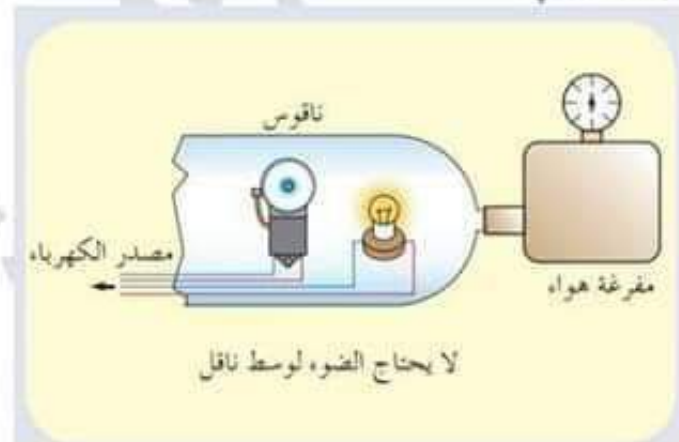 ناقوس
مصدر الكهرباء
مفرغة هواء
لا يحتاج الضوء لوسط ناقل